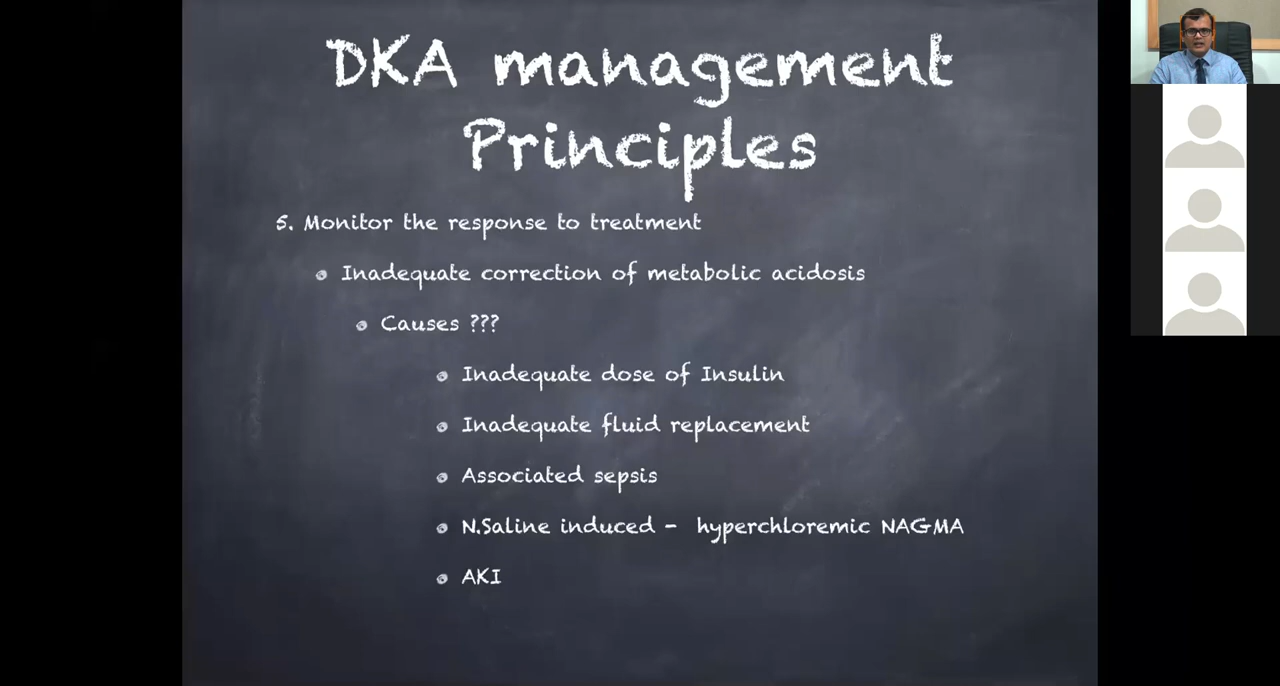 DKA management
Principles
5. Monitor the response to treatment
Inadequate correction of metabolic acidosis
Causes ???
Inadequate dose of Insulin
Inadequate fluid replacement
Associated sepsis
N.Saline induced - hyperchloremic NAGMA
AKI